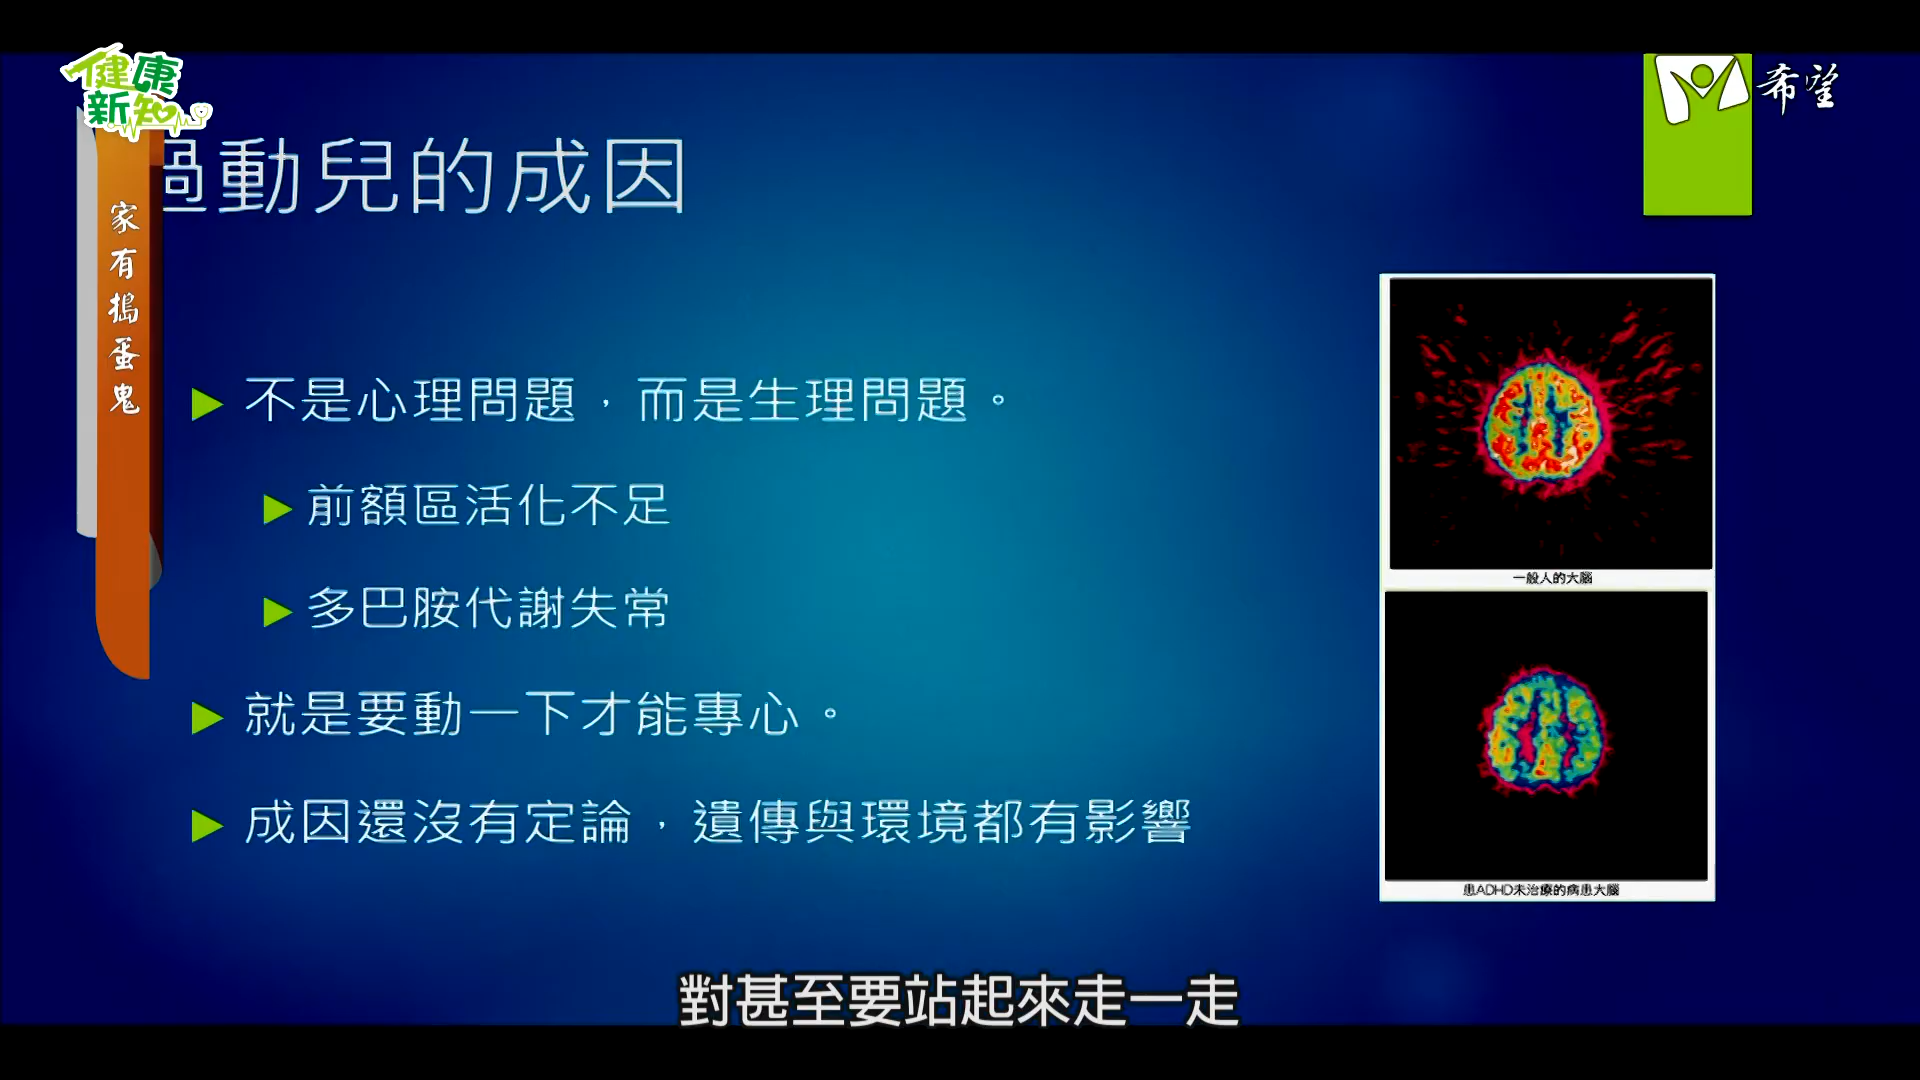 健康
新知
希望
過動兒的成因
家有搗蛋鬼
不是心理問題，而是生理問題。
前額區活化不足
多巴胺代謝失常
就是要動一下才能專心。
成因還沒有定論，遺傳與環境都有影響
一般人的大腦
患ADHD未治療的病患大腦
對甚至要站起來走一走